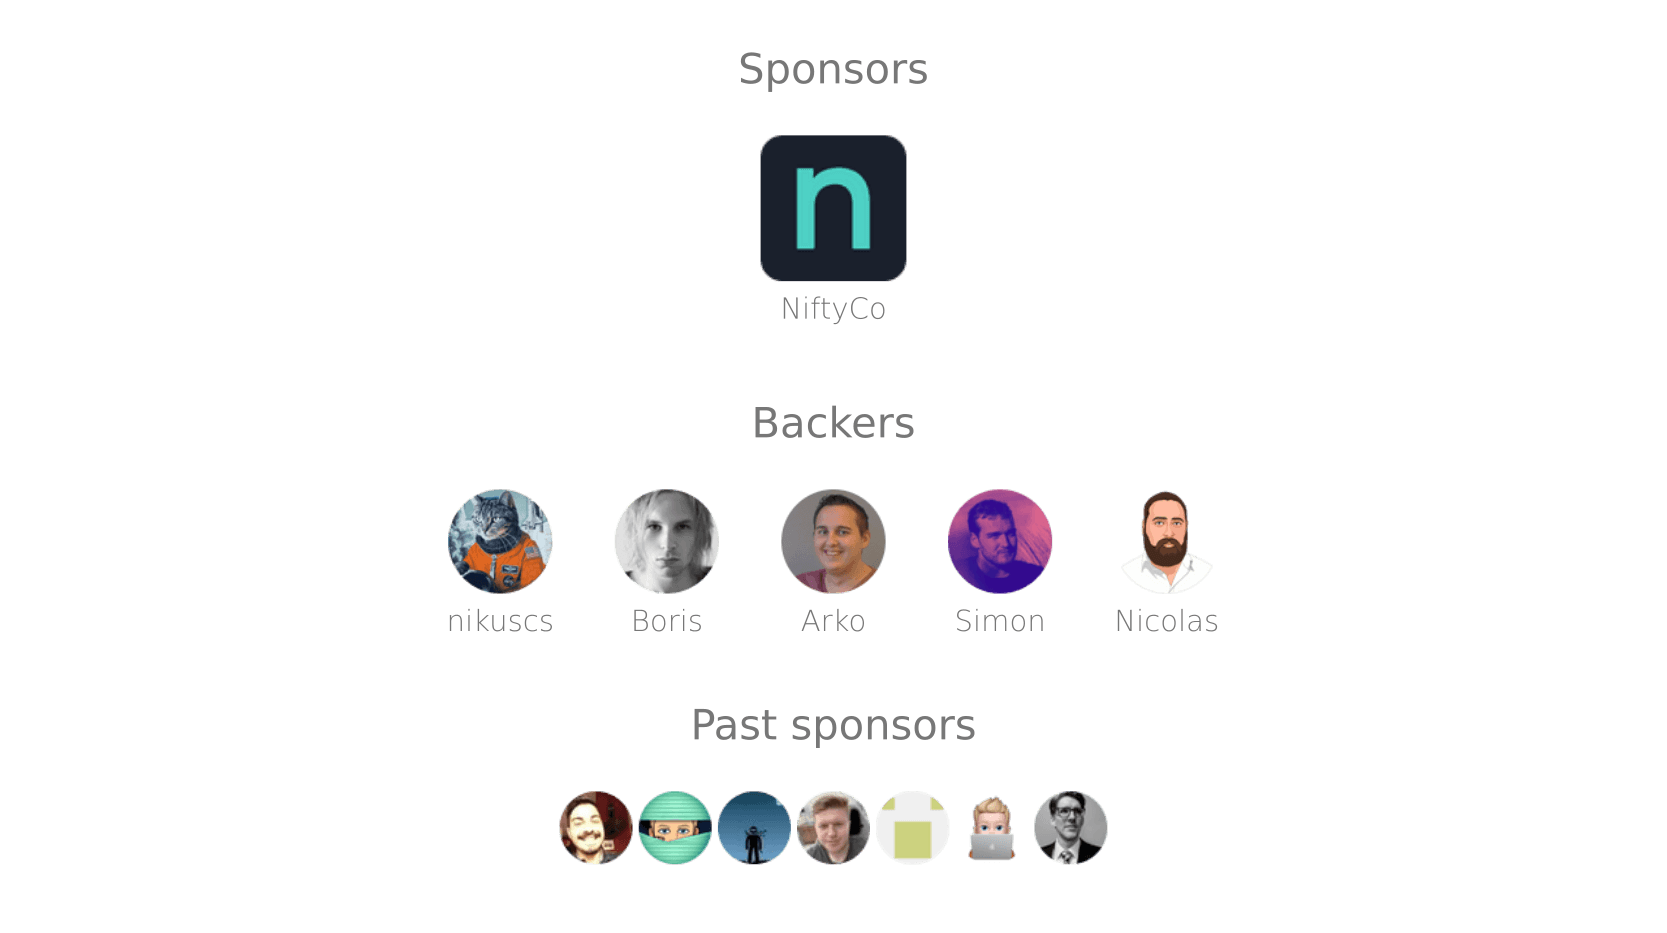 Sponsors
n
NiftyCo
Backers
nikuscs Boris Arko Simon Nicolas
Past sponsors